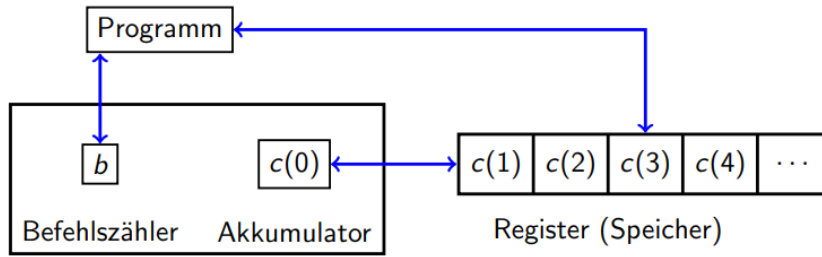 Programm
b c(0) c(1) c(2) c(3) c(4) ⋯
Befehlszähler Akkumulator Register (Speicher)